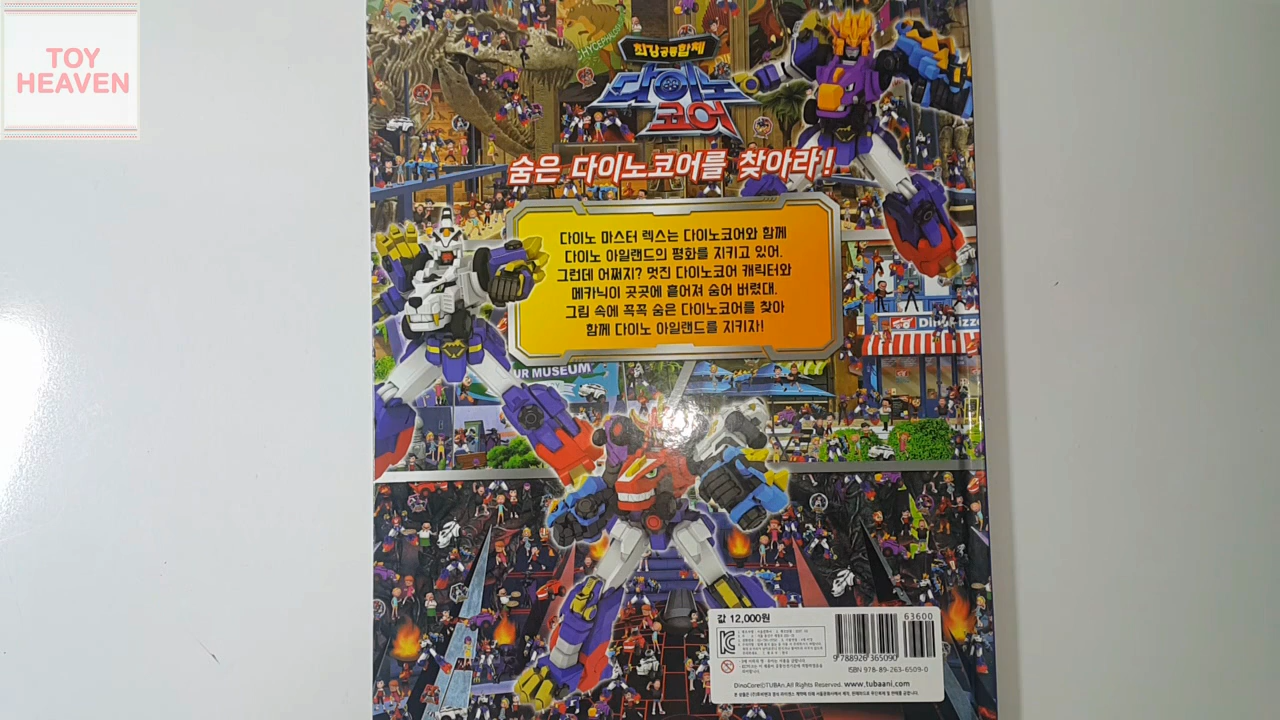 TOY
HEAVEN
최강공룡합체
다이노
코어
숨은 다이노코어를 찾아라!
다이노 마스터 렉스는 다이노코어와 함께
다이노 아일랜드의 평화를 지키고 있어.
그런데 어쩌지? 멋진 다이노코어 캐릭터와
메카닉이 곳곳에 흩어져 숨어 버렸대.
그림 속에 꼭꼭 숨은 다이노코어를 찾아
함께 다이노 아일랜드를 지키자!
UR MUSEUM
값 12,000원
63600
9 788926 365090
ISBN 978-89-263-6509-0
DinoCore©TUBAn.All Rights Reserved. www.tubaani.com